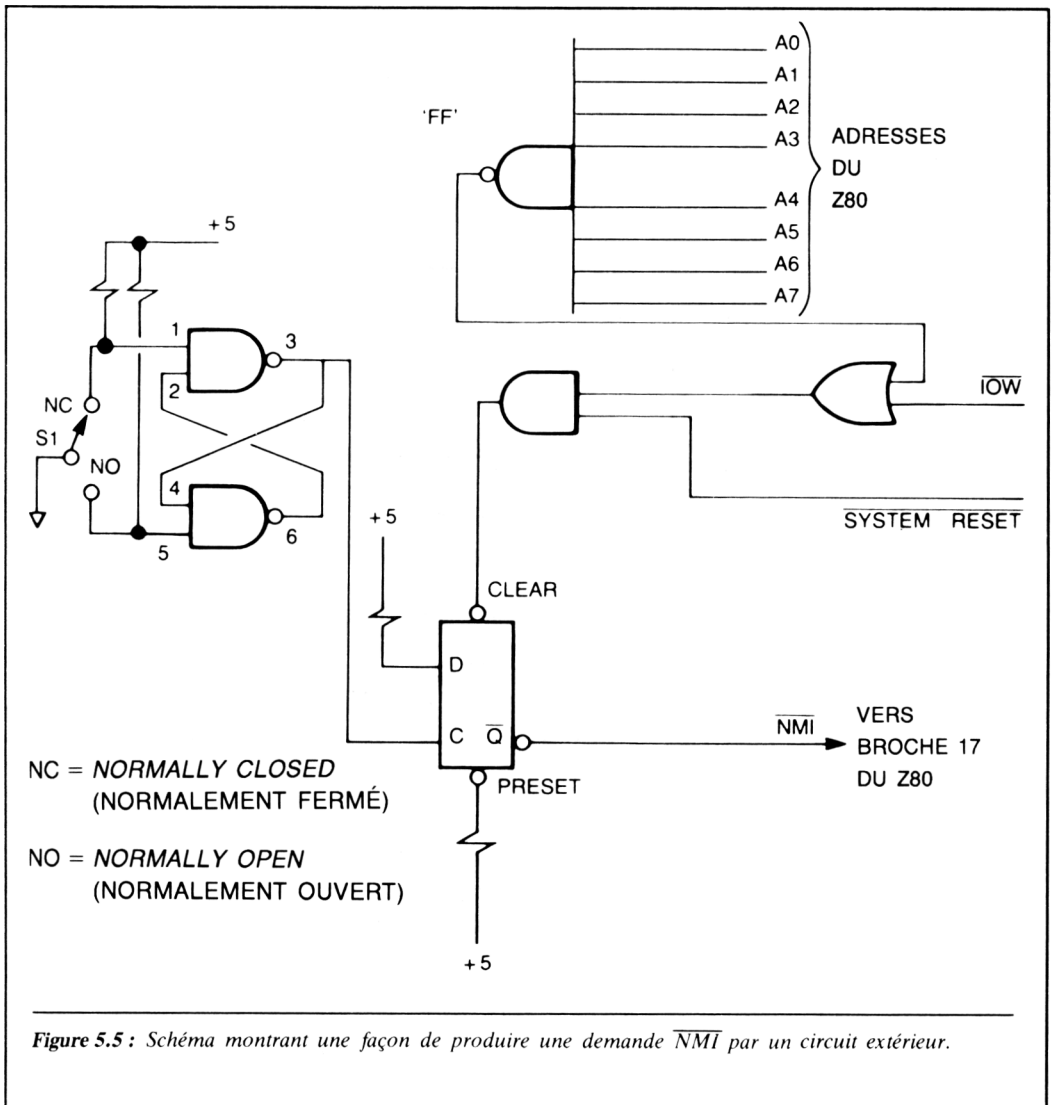 A0
A1
A2
'FF'
A3
ADRESSES
DU
Z80
A4
A5
A6
A7
+5
1
3
2
NC
S1
NO
4
5
6
IOW
SYSTEM RESET
+5
CLEAR
D
C
Q
NMI
VERS
BROCHE 17
DU Z80
PRESET
+5
NC = NORMALLY CLOSED
(NORMALEMENT FERMÉ)
NO = NORMALLY OPEN
(NORMALEMENT OUVERT)
Figure 5.5 : Schéma montrant une façon de produire une demande NMI par un circuit extérieur.